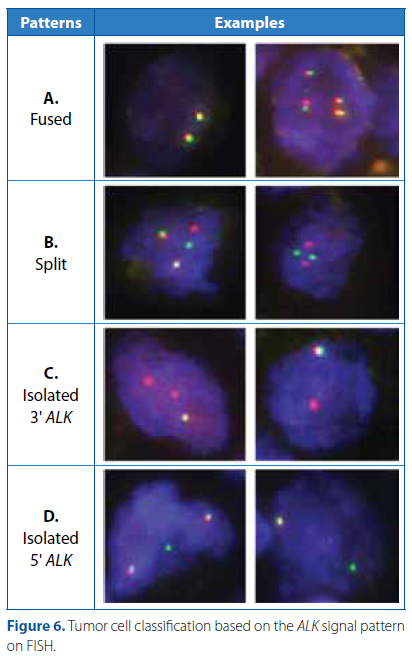 Patterns Examples
A.
Fused
B.
Split
C.
Isolated
3' ALK
D.
Isolated
5' ALK
Figure 6. Tumor cell classification based on the ALK signal pattern
on FISH.